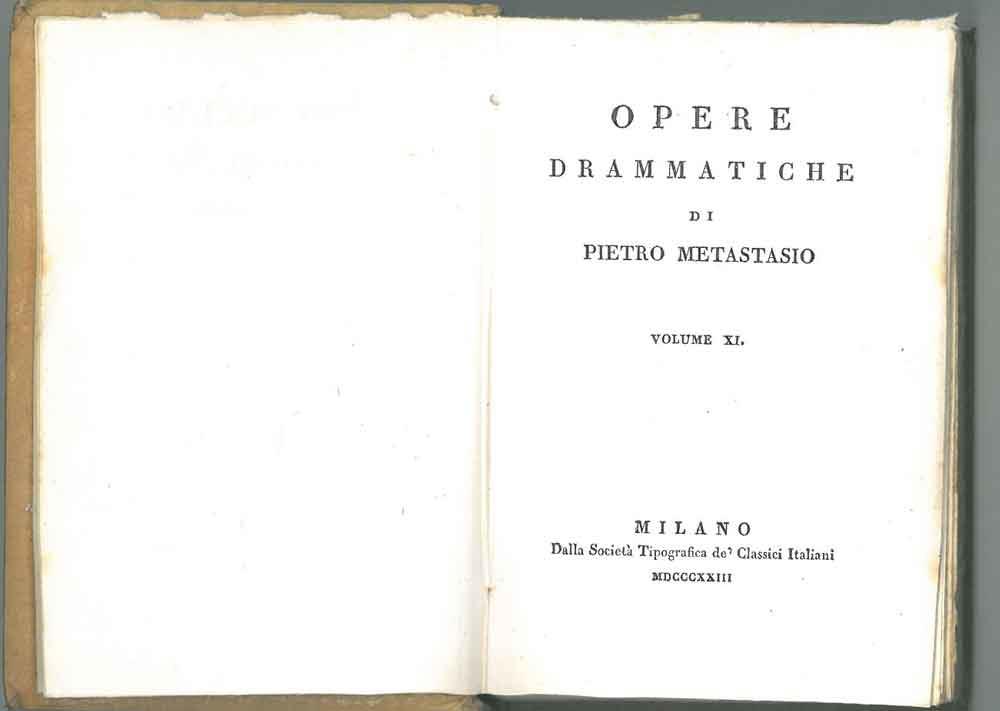 OPERE
DRAMMATICHE
DI
PIETRO METASTASIO
VOLUME XI.
MILANO
Dalla Società Tipografica de' Classici Italiani
MDCCCXXIII